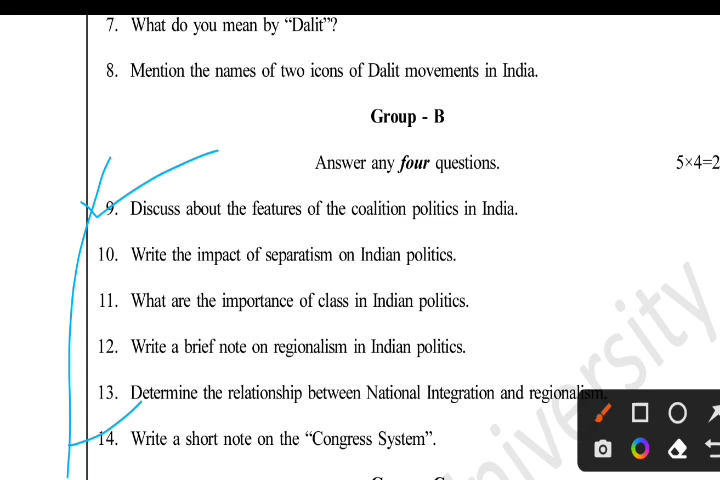 7. What do you mean by “Dalit”?
8. Mention the names of two icons of Dalit movements in India.
Group - B
Answer any four questions. 5×4=2
9. Discuss about the features of the coalition politics in India.
10. Write the impact of separatism on Indian politics.
11. What are the importance of class in Indian politics.
12. Write a brief note on regionalism in Indian politics.
13. Determine the relationship between National Integration and regionalism.
14. Write a short note on the “Congress System”.